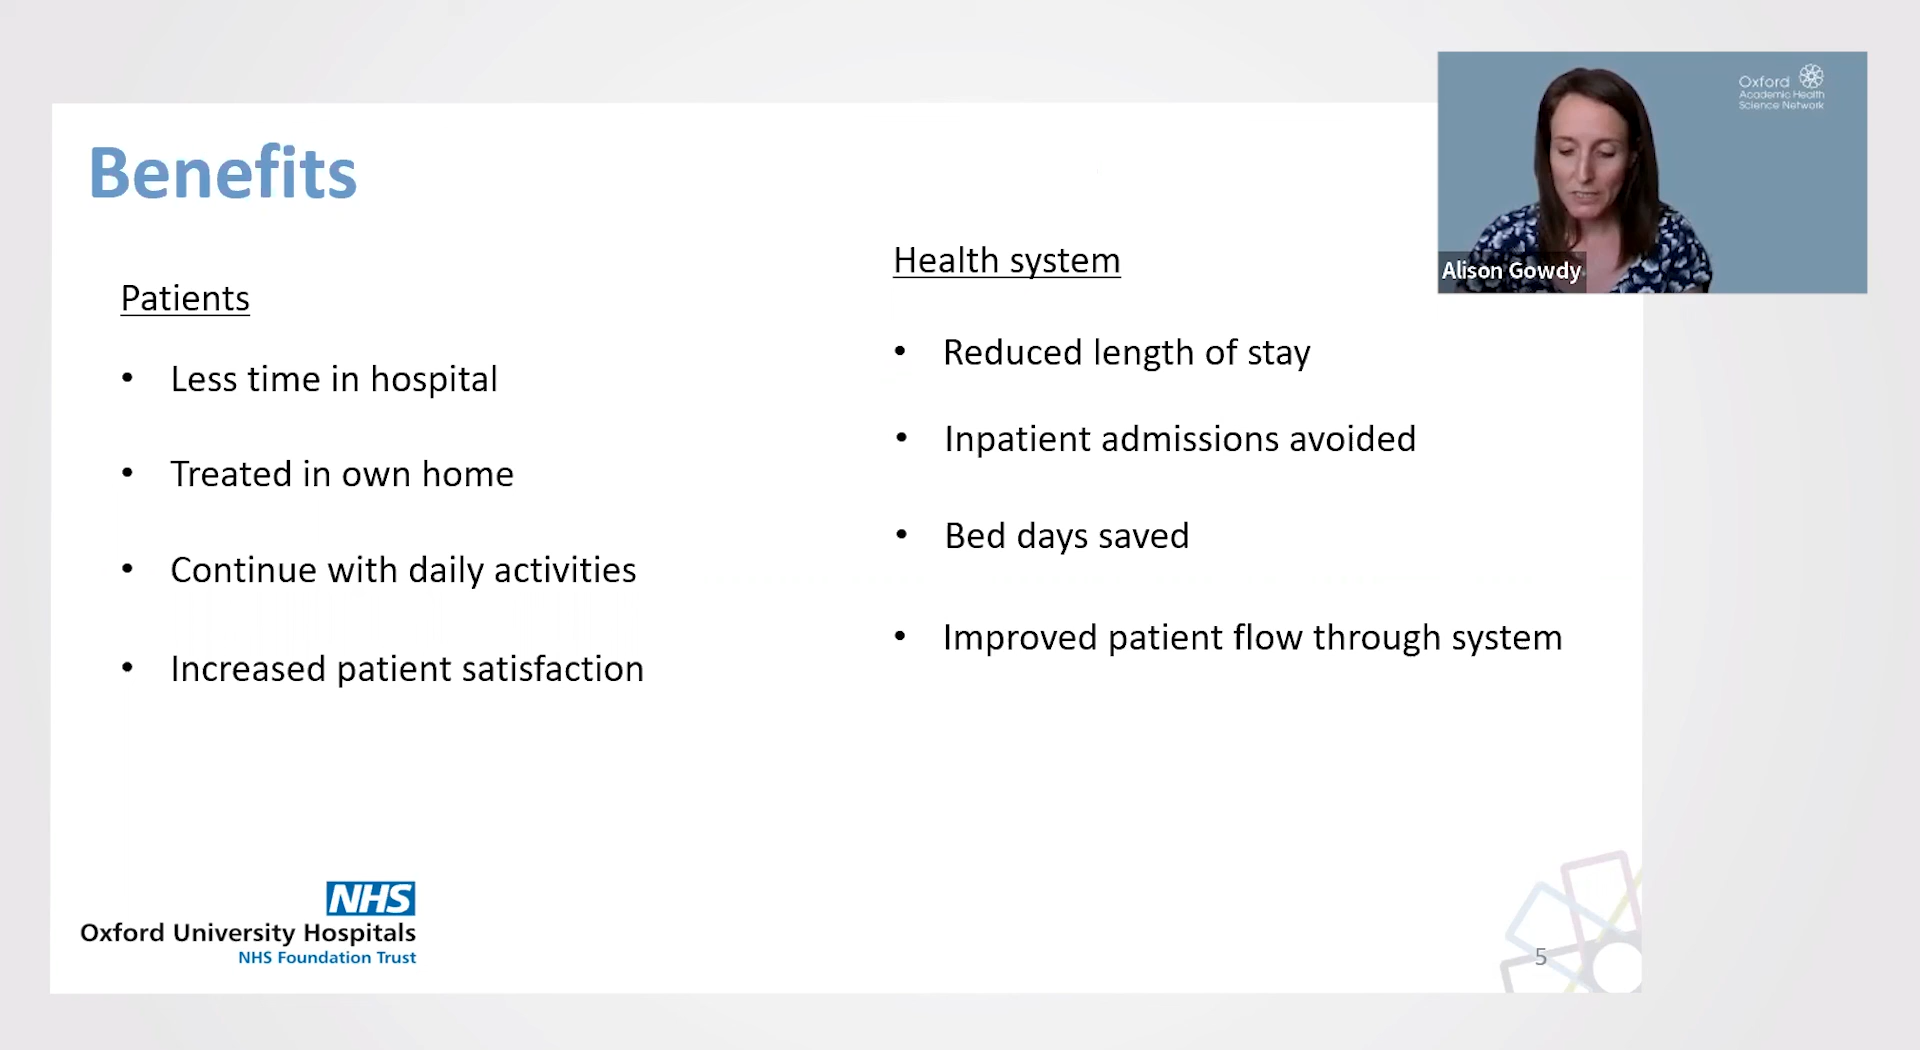 Benefits
Patients
• Less time in hospital
• Treated in own home
• Continue with daily activities
• Increased patient satisfaction
Health system
• Reduced length of stay
• Inpatient admissions avoided
• Bed days saved
• Improved patient flow through system
Oxford
Academic Health
Science Network
Alison Gowdy
NHS
Oxford University Hospitals
NHS Foundation Trust
5